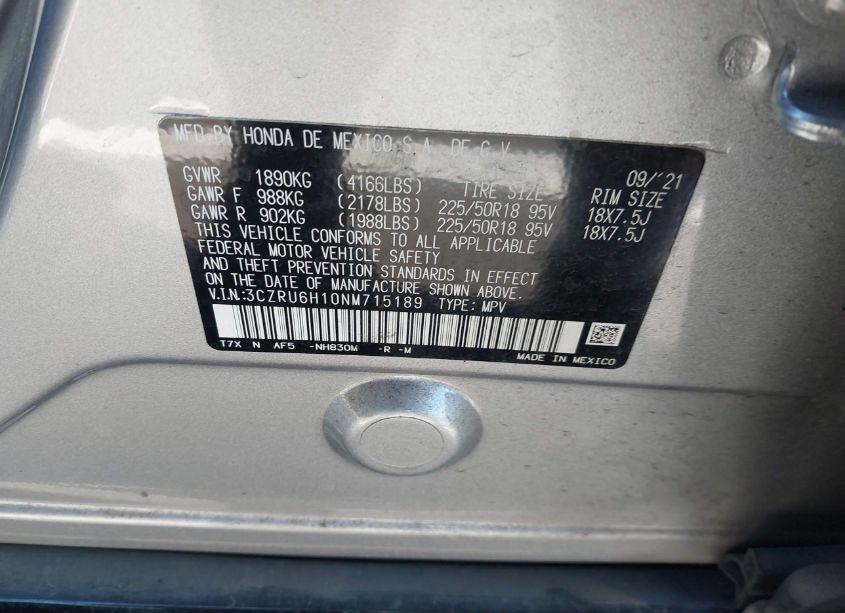 MFD BY HONDA DE MEXICO S.A. DE C.V.
09/'21
GVWR 1890KG (4166LBS) TIRE SIZE RIM SIZE
GAWR F 988KG (2178LBS) 225/50R18 95V 18X7.5J
GAWR R 902KG (1988LBS) 225/50R18 95V 18X7.5J
THIS VEHICLE CONFORMS TO ALL APPLICABLE
FEDERAL MOTOR VEHICLE SAFETY
AND THEFT PREVENTION STANDARDS IN EFFECT
ON THE DATE OF MANUFACTURE SHOWN ABOVE.
V.I.N:3CZRU6H10NM715189 TYPE: MPV
T7X N AF5 -NH830M -R -M
MADE IN MEXICO